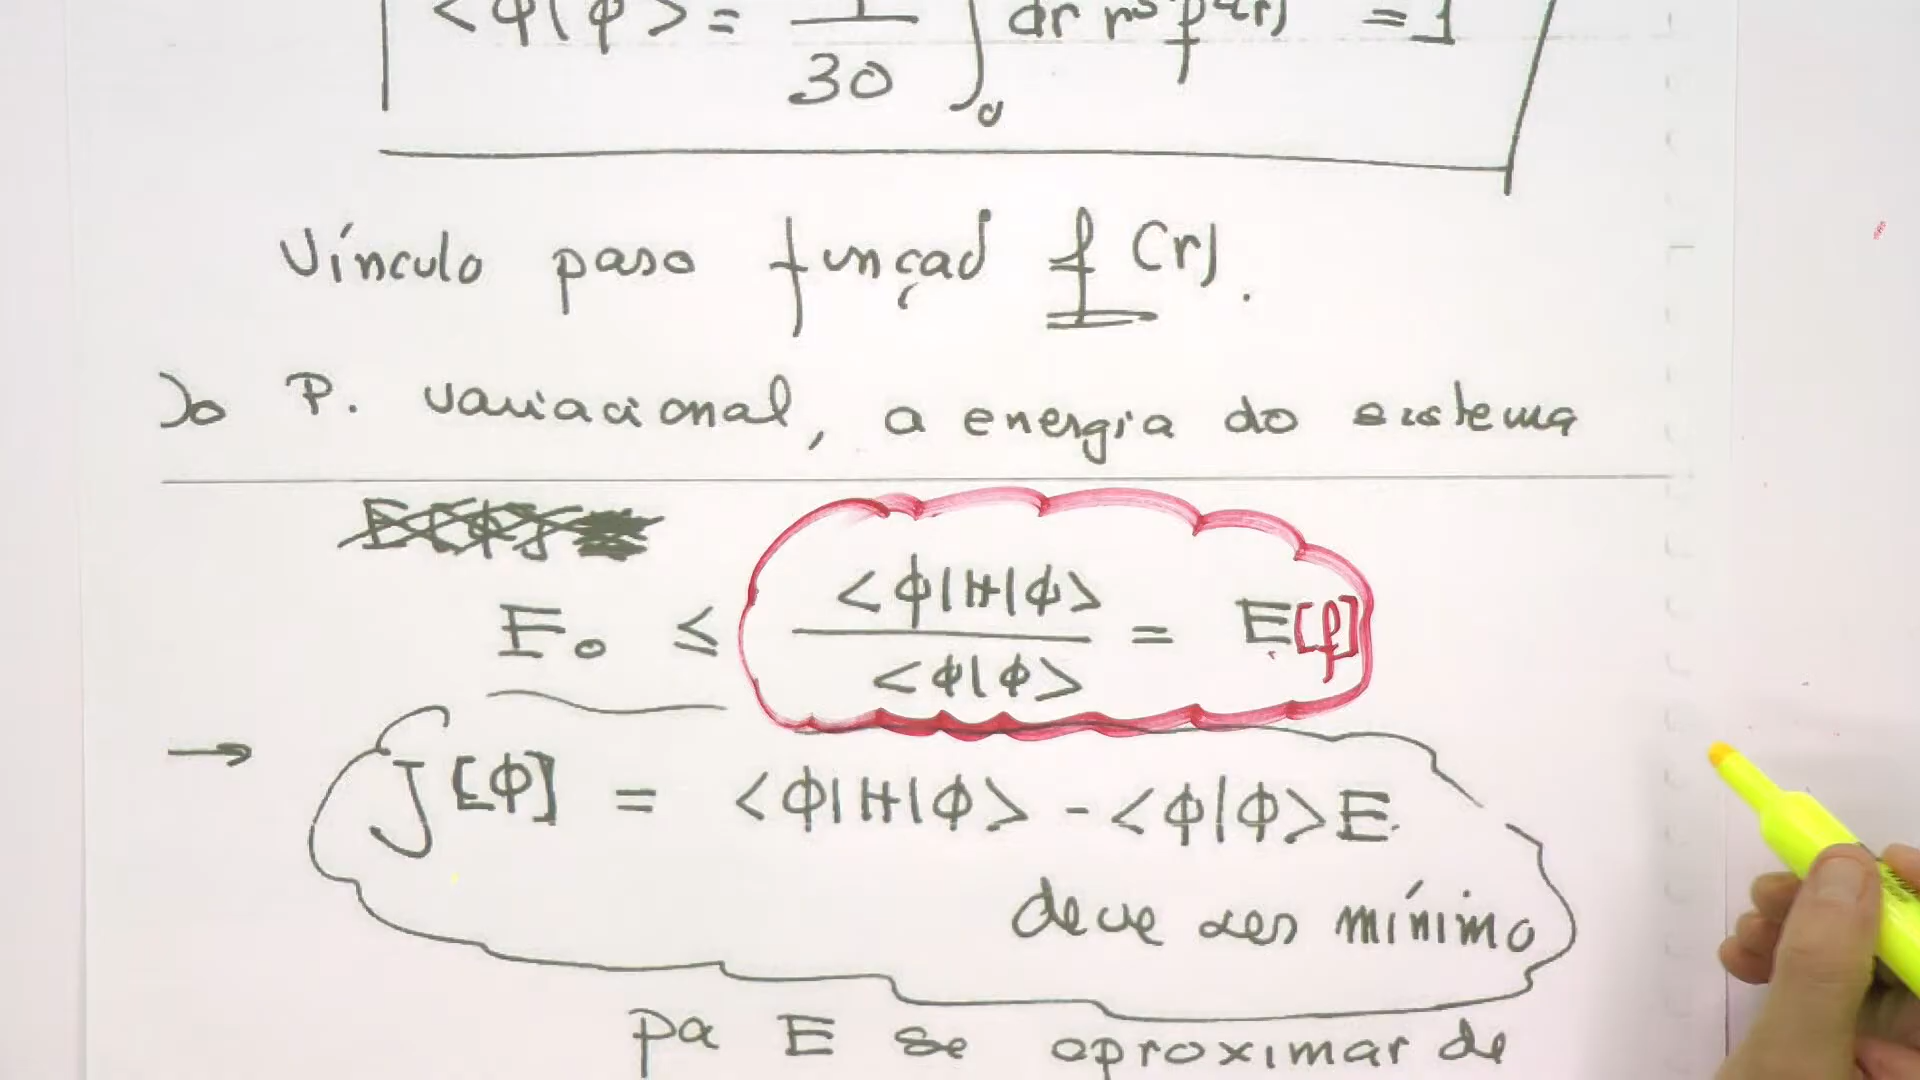 <φ|φ> = 1/30 ∫₀ dr r⁵ f²(r) = 1
Vínculo para função f(r).
Do P. variacional, a energia do sistema
E₀ ≤ <φ|H|φ>/<φ|φ> = E[f]
→ J[φ] = <φ|H|φ> - <φ|φ>E
deve ser mínimo
pa E se aproximar de